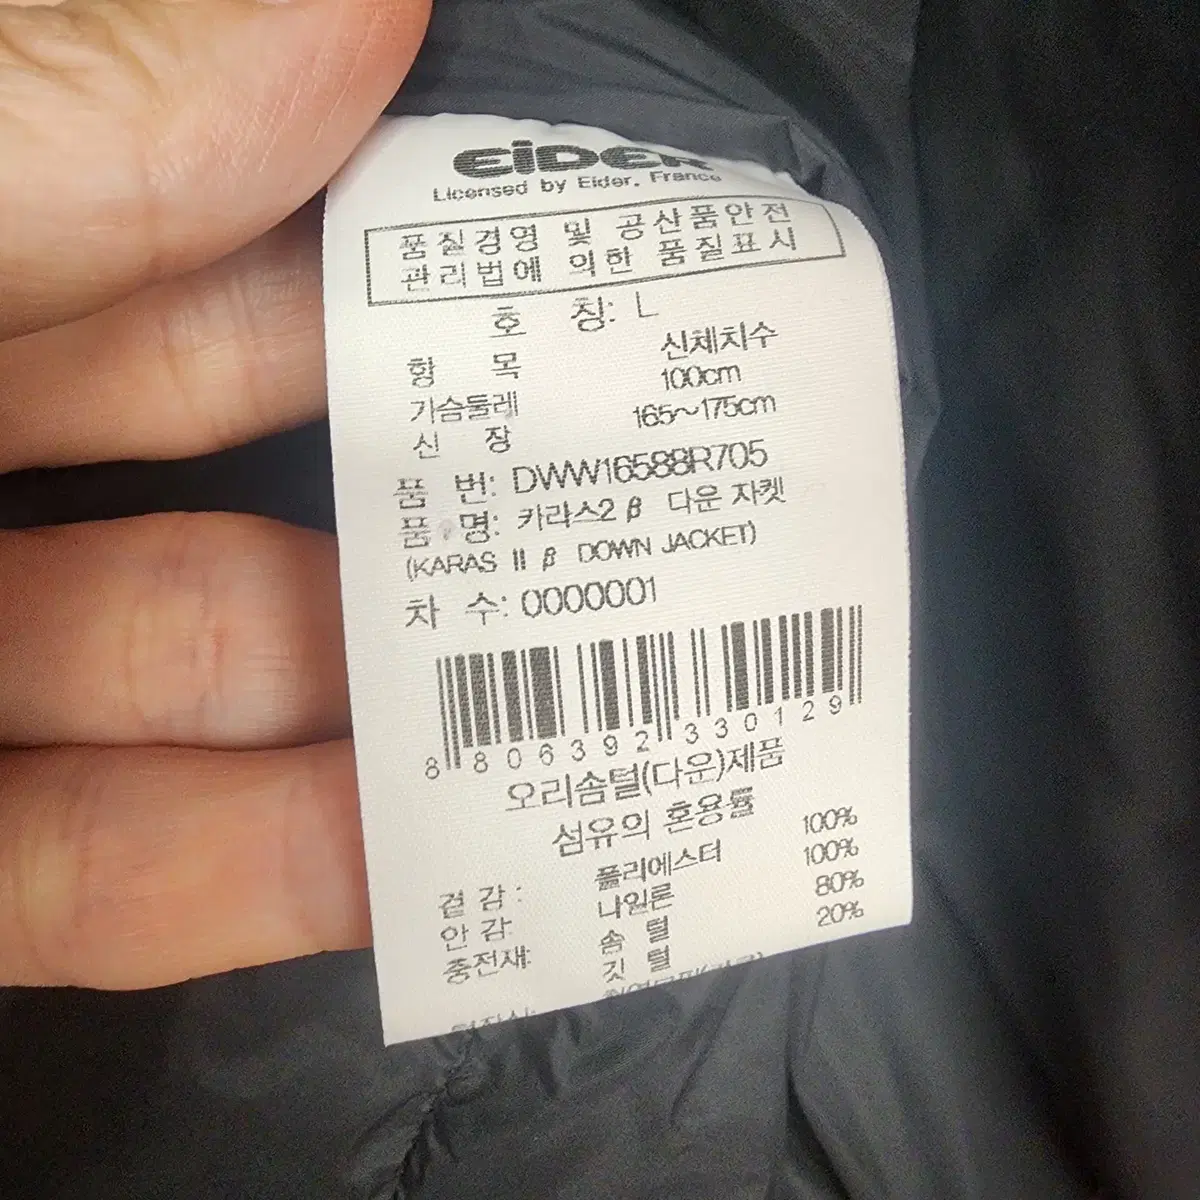 EiDER
Licensed by Eider. France
품질경영 및 공산품안전
관리법에 의한 품질표시
호 칭: L
항 목 신체치수
가슴둘레 100cm
신 장 165~175cm
품 번: DWW16588R705
품 명: 카라스2 β 다운 자켓
(KARAS II β DOWN JACKET)
차 수: 0000001
8 806392 330129
오리솜털(다운)제품
섬유의 혼용률
겉감: 폴리에스터 100%
안감: 나일론 100%
충전재: 솜털 80%
깃털 20%